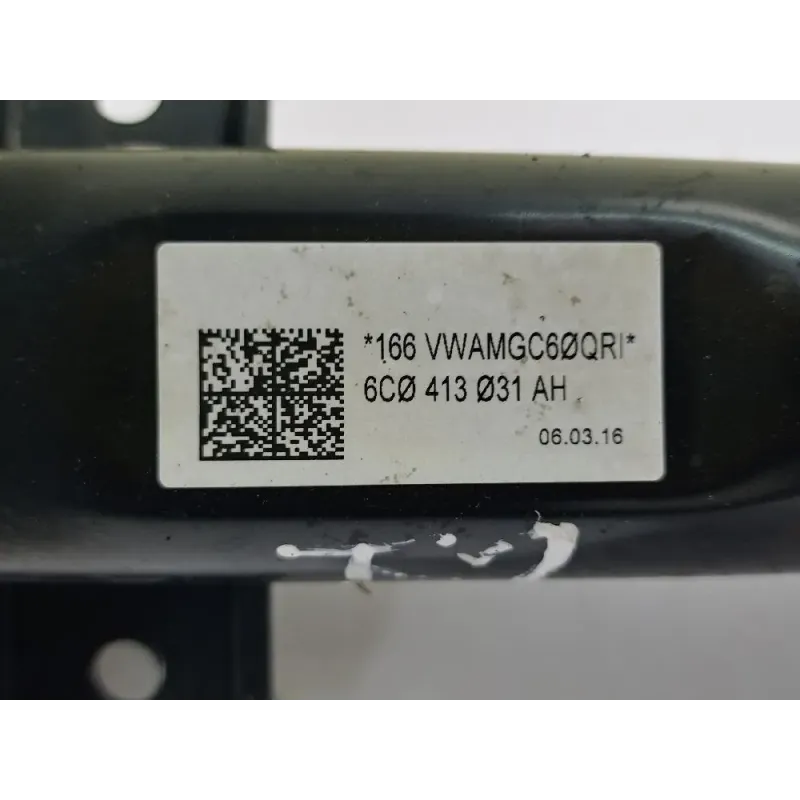 *166 VWAMGC6ØQRI*
6CØ 413 Ø31 AH
06.03.16